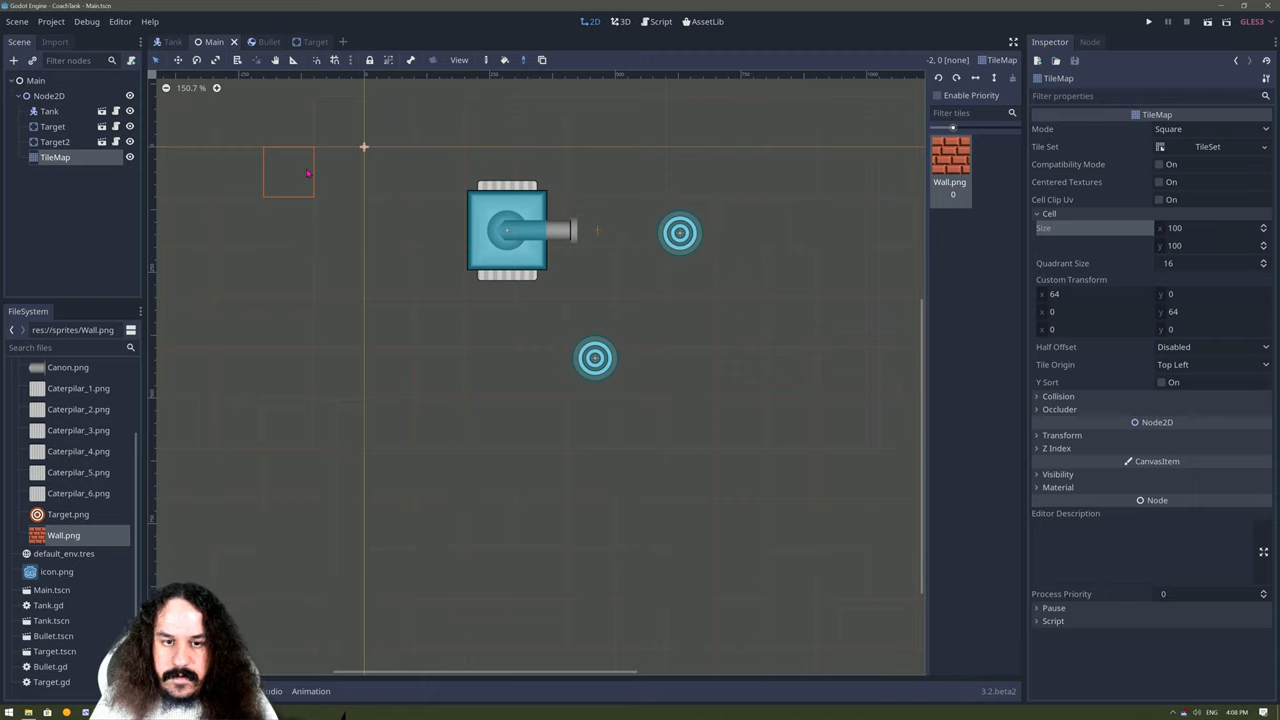 Godot Engine - CoachTank - Main.tscn
Scene Project Debug Editor Help
2D 3D Script AssetLib
GLES3
Scene Import
Filter nodes
Main
Node2D
Tank
Target
Target2
TileMap
FileSystem
res://sprites/Wall.png
Search files
Canon.png
Caterpilar_1.png
Caterpilar_2.png
Caterpilar_3.png
Caterpilar_4.png
Caterpilar_5.png
Caterpilar_6.png
Target.png
Wall.png
default_env.tres
icon.png
Main.tscn
Tank.gd
Tank.tscn
Bullet.tscn
Target.tscn
Bullet.gd
Target.gd
Tank Main Bullet Target
View
-2, 0 [none] TileMap
150.7 %
Enable Priority
Filter tiles
Wall.png
0
Animation
3.2.beta2
Inspector Node
TileMap
Filter properties
TileMap
Mode Square
Tile Set TileSet
Compatibility Mode On
Centered Textures On
Cell Clip Uv On
Cell
Size x 100
y 100
Quadrant Size 16
Custom Transform
x 64 y 0
x 0 y 64
x 0 y 0
Half Offset Disabled
Tile Origin Top Left
Y Sort On
Collision
Occluder
Node2D
Transform
Z Index
CanvasItem
Visibility
Material
Node
Editor Description
Process Priority 0
Pause
Script
ENG 4:08 PM